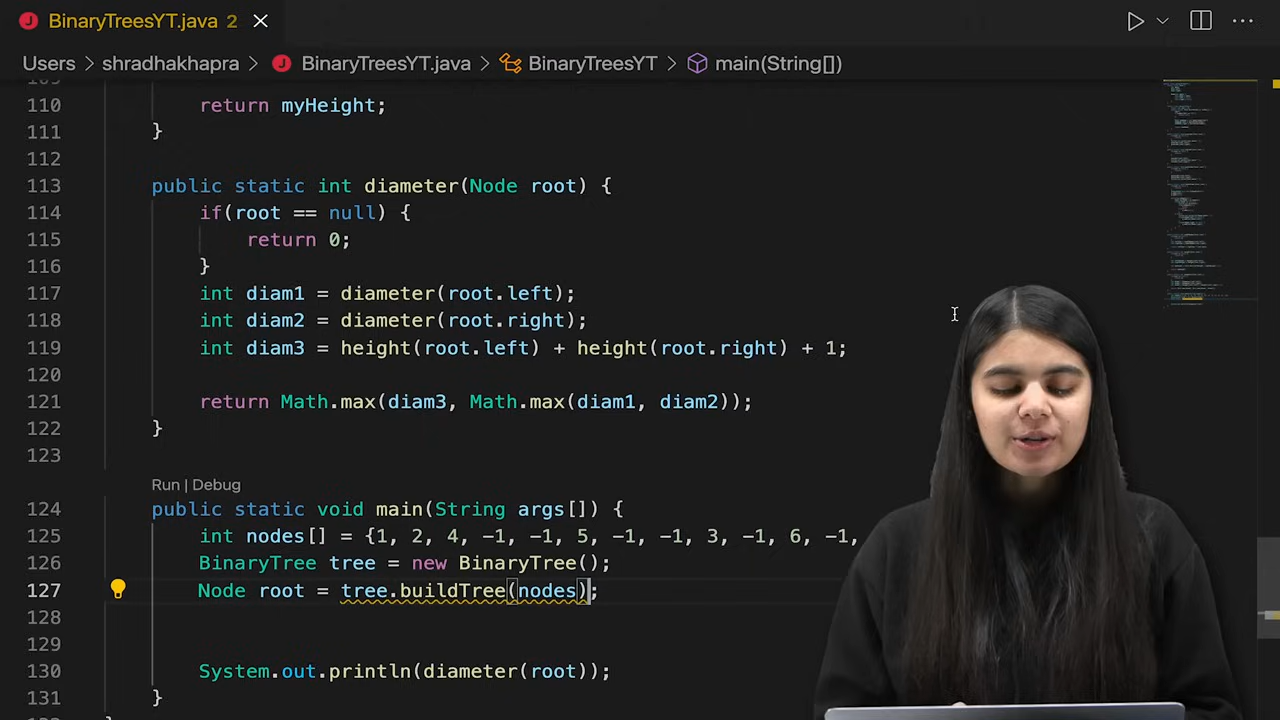 BinaryTreesYT.java 2
Users > shradhakhapra > BinaryTreesYT.java > BinaryTreesYT > main(String[])
110 return myHeight;
111 }
112
113 public static int diameter(Node root) {
114 if(root == null) {
115 return 0;
116 }
117 int diam1 = diameter(root.left);
118 int diam2 = diameter(root.right);
119 int diam3 = height(root.left) + height(root.right) + 1;
120
121 return Math.max(diam3, Math.max(diam1, diam2));
122 }
123
Run | Debug
124 public static void main(String args[]) {
125 int nodes[] = {1, 2, 4, -1, -1, 5, -1, -1, 3, -1, 6, -1,
126 BinaryTree tree = new BinaryTree();
127 Node root = tree.buildTree(nodes);
128
129
130 System.out.println(diameter(root));
131 }